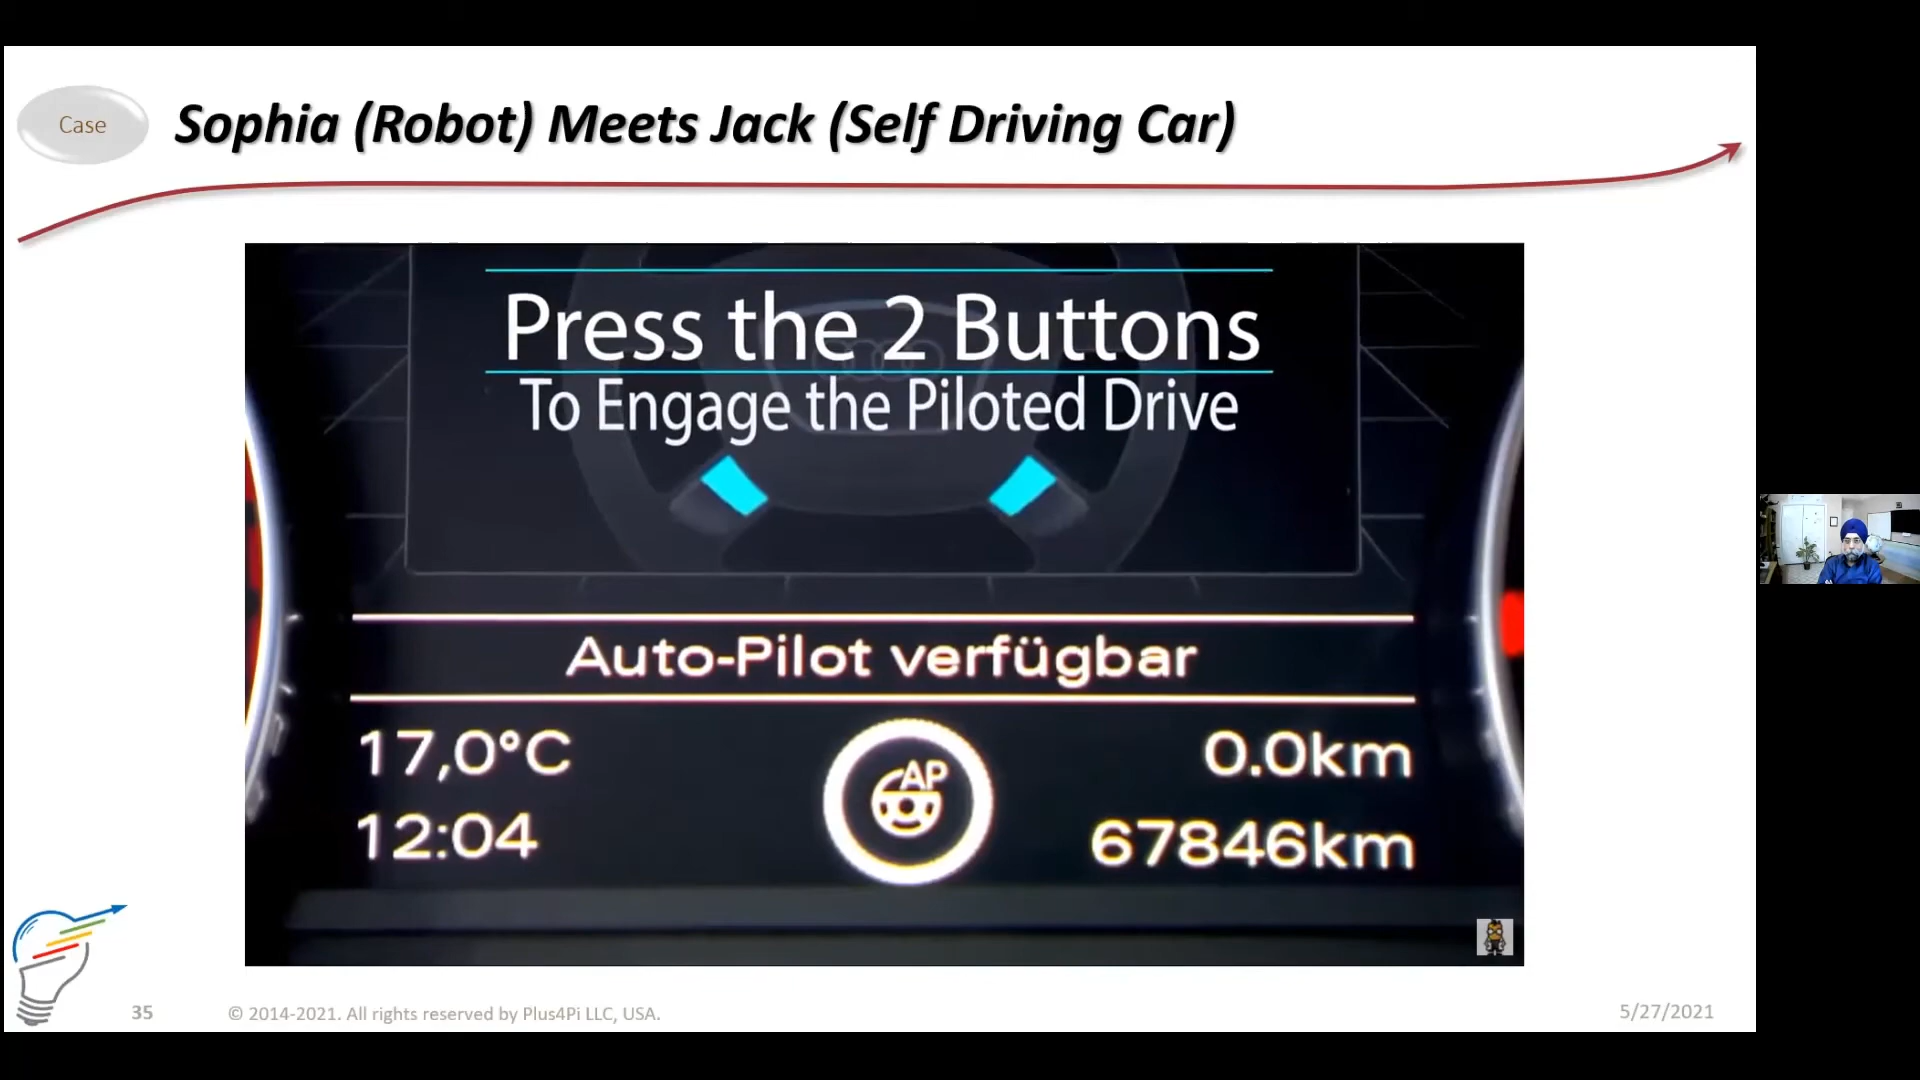 Case
Sophia (Robot) Meets Jack (Self Driving Car)
Press the 2 Buttons
To Engage the Piloted Drive
Auto-Pilot verfügbar
17,0°C
0.0km
AP
12:04
67846km
35
© 2014-2021. All rights reserved by Plus4Pi LLC, USA.
5/27/2021